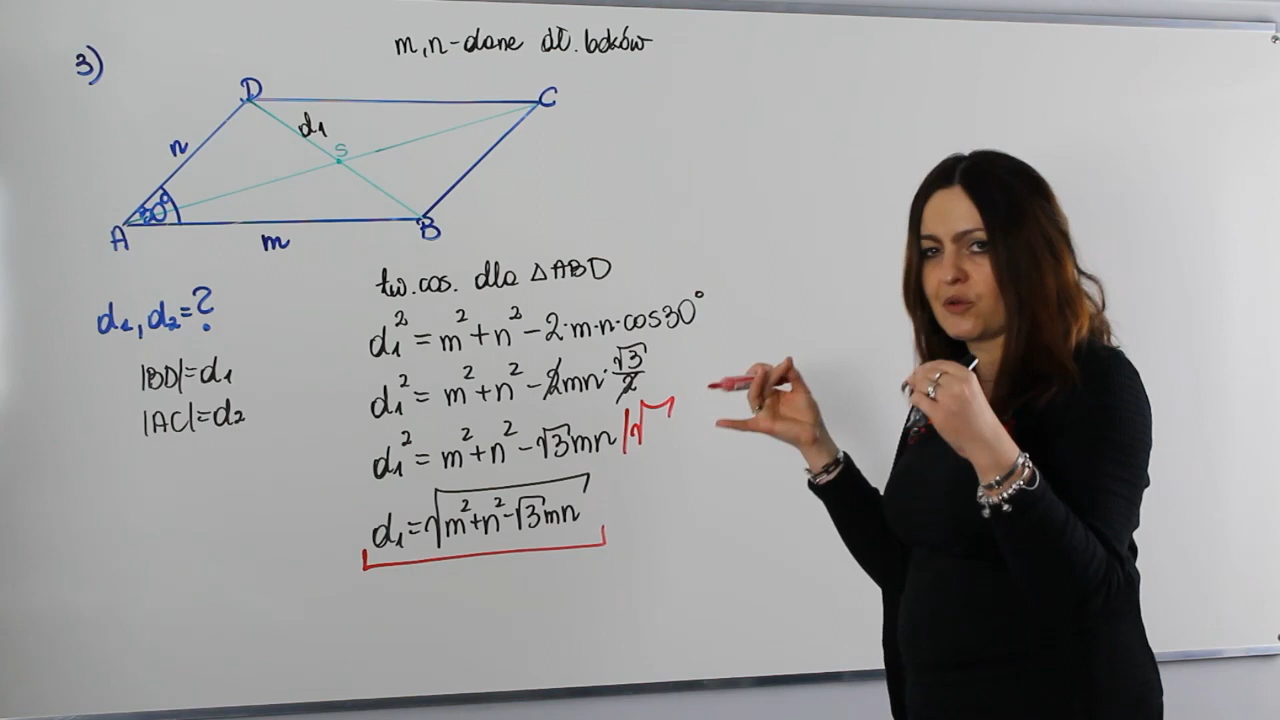 3)
m, n - dane dł. boków
D
C
d₁
n
S
30°
A
m
B
d₁, d₂ = ?
|BD| = d₁
|AC| = d₂
tw. cos. dla △ABD
d₁² = m² + n² - 2·m·n·cos30°
d₁² = m² + n² - 2mn · √3/2
d₁² = m² + n² - √3mn |√
d₁ = √(m² + n² - √3mn)